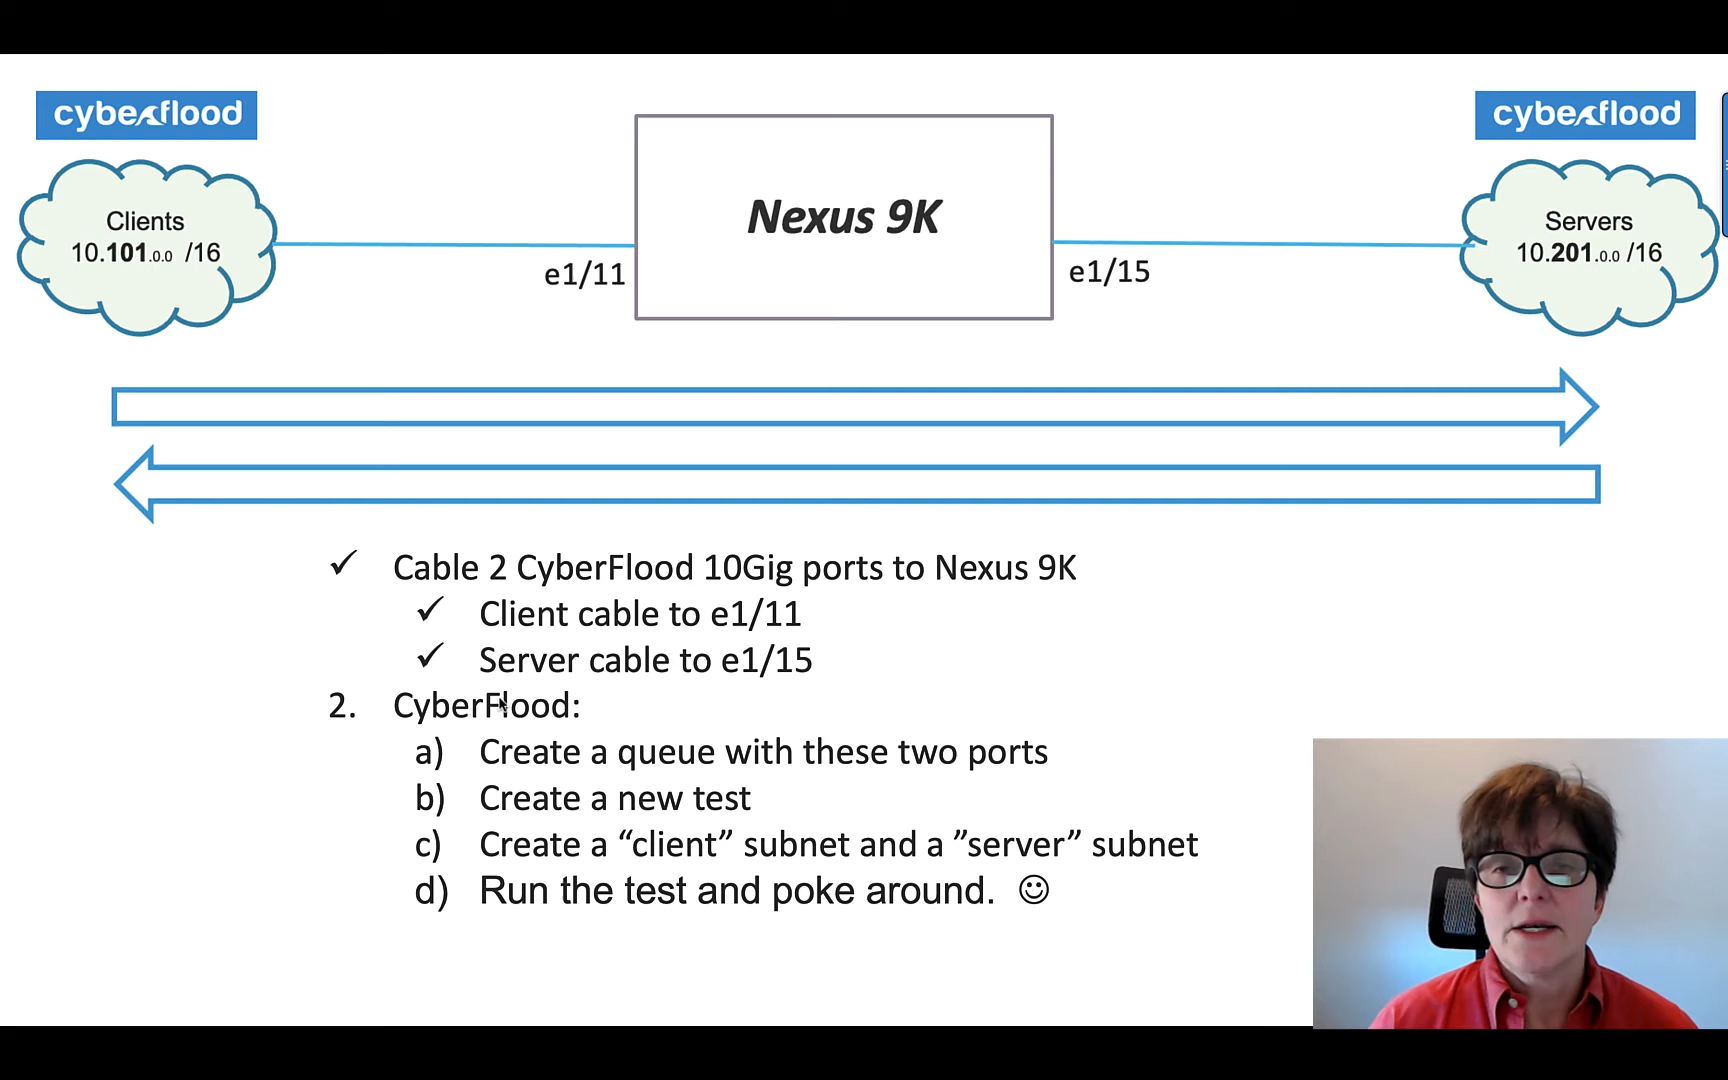 cyberflood
cyberflood
Nexus 9K
Clients
10.101.0.0 /16
Servers
10.201.0.0 /16
e1/11
e1/15
✓ Cable 2 CyberFlood 10Gig ports to Nexus 9K
✓ Client cable to e1/11
✓ Server cable to e1/15
2. CyberFlood:
a) Create a queue with these two ports
b) Create a new test
c) Create a “client” subnet and a ”server” subnet
d) Run the test and poke around. ☺